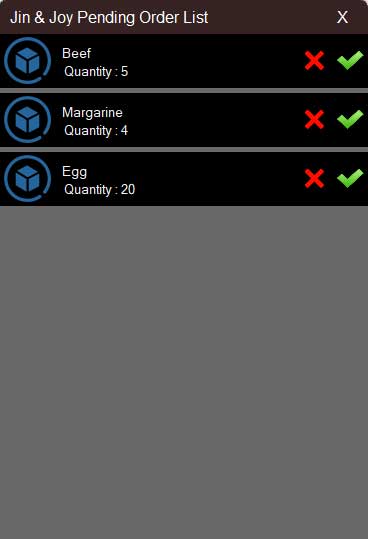 Jin & Joy Pending Order List X
Beef
Quantity : 5
Margarine
Quantity : 4
Egg
Quantity : 20